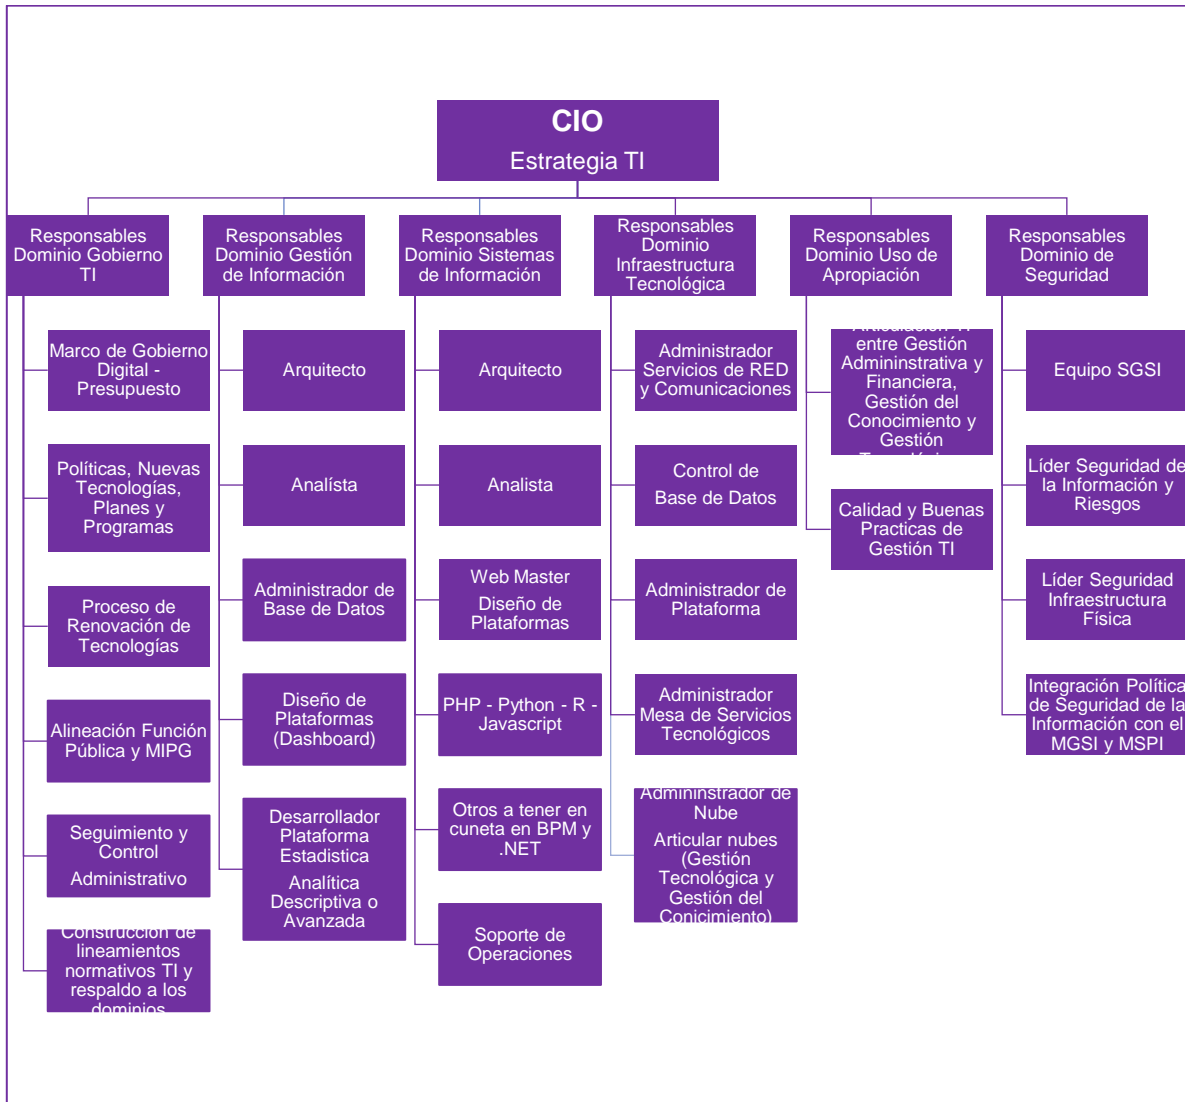 CIO
Estrategia TI
Responsables
Dominio Gobierno
TI
Responsables
Dominio Gestión
de Información
Responsables
Dominio Sistemas
de Información
Responsables
Dominio
Infraestructura
Tecnológica
Responsables
Dominio Uso de
Apropiación
Responsables
Dominio de
Seguridad
Marco de Gobierno
Digital -
Presupuesto
Políticas, Nuevas
Tecnologías,
Planes y
Programas
Proceso de
Renovación de
Tecnologías
Alineación Función
Pública y MIPG
Seguimiento y
Control
Administrativo
Construcción de
lineamientos
normativos TI y
respaldo a los
dominios
Arquitecto
Analísta
Administrador de
Base de Datos
Diseño de
Plataformas
(Dashboard)
Desarrollador
Plataforma
Estadistica
Analítica
Descriptiva o
Avanzada
Arquitecto
Analista
Web Master
Diseño de
Plataformas
PHP - Python - R -
Javascript
Otros a tener en
cuneta en BPM y
.NET
Soporte de
Operaciones
Administrador
Servicios de RED
y Comunicaciones
Control de
Base de Datos
Administrador de
Plataforma
Administrador
Mesa de Servicios
Tecnológicos
Admininstrador de
Nube
Articular nubes
(Gestión
Tecnológica y
Gestión del
Conicimiento)
Articulación TI
entre Gestión
Admininstrativa y
Financiera,
Gestión del
Conocimiento y
Gestión
Calidad y Buenas
Practicas de
Gestión TI
Equipo SGSI
Líder Seguridad de
la Información y
Riesgos
Líder Seguridad
Infraestructura
Física
Integración Política
de Seguridad de la
Información con el
MGSI y MSPI